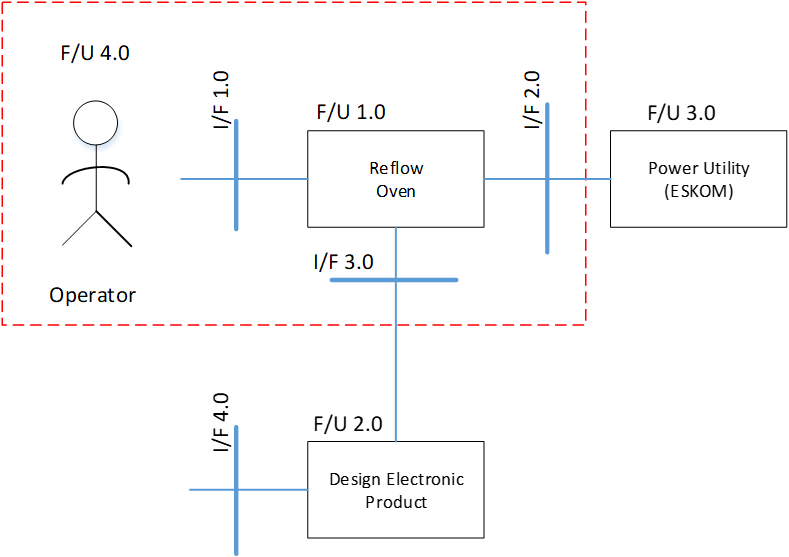 F/U 4.0
I/F 1.0
F/U 1.0
I/F 2.0
F/U 3.0
Reflow
Oven
Power Utility
(ESKOM)
I/F 3.0
Operator
I/F 4.0
F/U 2.0
Design Electronic
Product